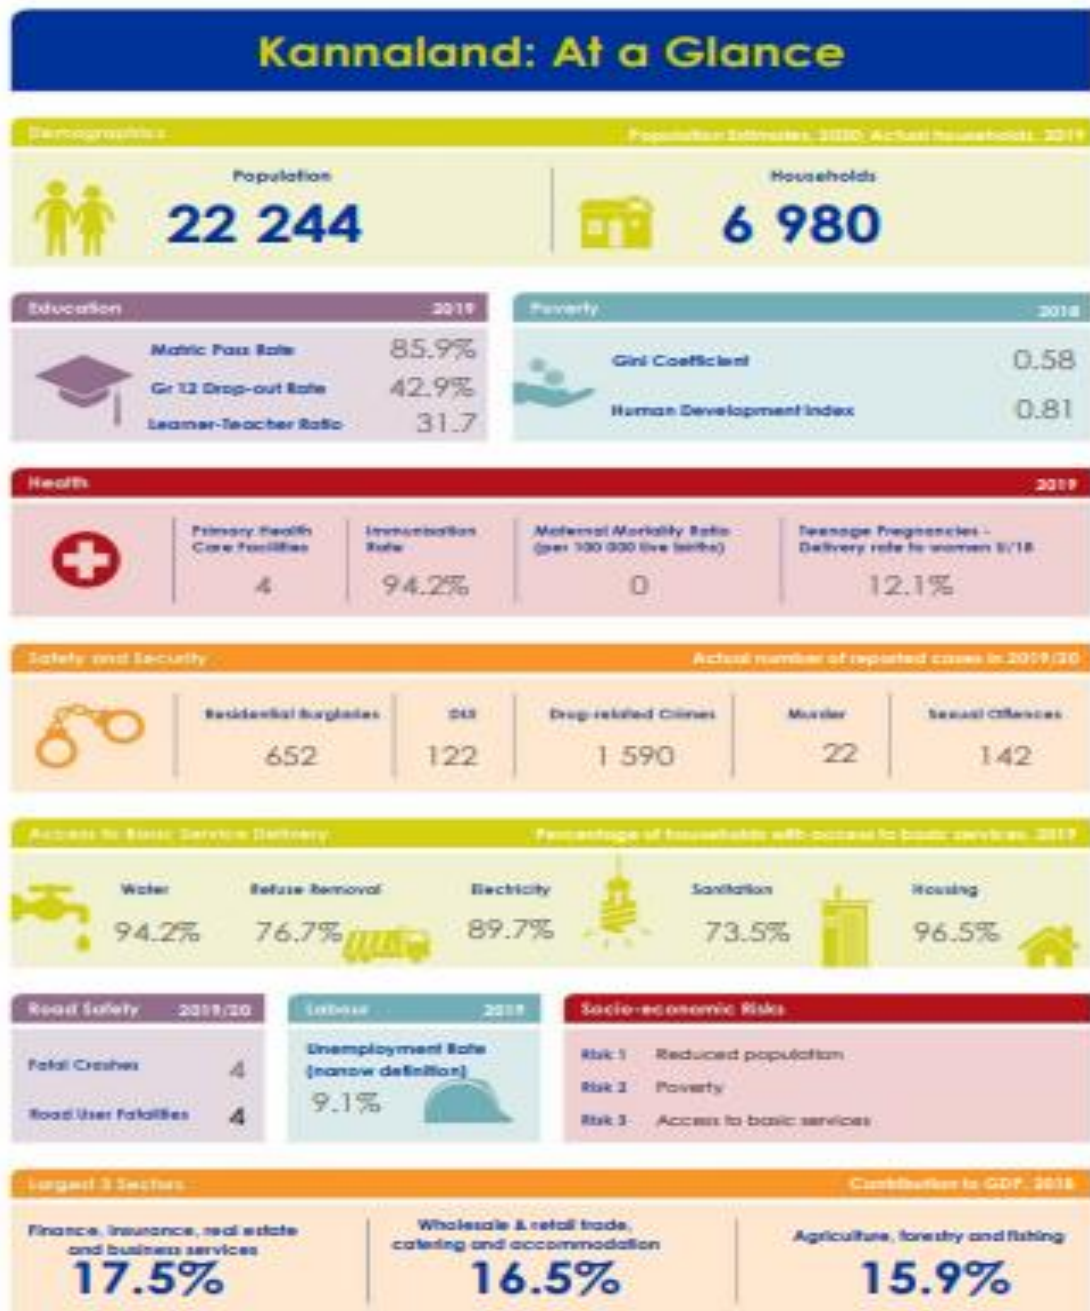 Kannaland: At a Glance
Demographics
Population Estimates, 2020; Actual households, 2019
Population
22 244
Households
6 980
Education 2019
Matric Pass Rate 85.9%
Gr 12 Drop-out Rate 42.9%
Learner-Teacher Ratio 31.7
Poverty 2018
Gini Coefficient 0.58
Human Development Index 0.81
Health 2019
Primary Health
Care Facilities
4
Immunisation
Rate
94.2%
Maternal Mortality Ratio
(per 100 000 live births)
0
Teenage Pregnancies -
Delivery rate to women U/18
12.1%
Safety and Security
Actual number of reported cases in 2019/20
Residential Burglaries
652
DUI
122
Drug-related Crimes
1 590
Murder
22
Sexual Offences
142
Access to Basic Service Delivery
Percentage of households with access to basic services, 2019
Water
94.2%
Refuse Removal
76.7%
Electricity
89.7%
Sanitation
73.5%
Housing
96.5%
Road Safety 2019/20
Fatal Crashes 4
Road User Fatalities 4
Labour 2019
Unemployment Rate
(narrow definition)
9.1%
Socio-economic Risks
Risk 1 Reduced population
Risk 2 Poverty
Risk 3 Access to basic services
Largest 3 Sectors
Contribution to GDP, 2018
Finance, insurance, real estate
and business services
17.5%
Wholesale & retail trade,
catering and accommodation
16.5%
Agriculture, forestry and fishing
15.9%